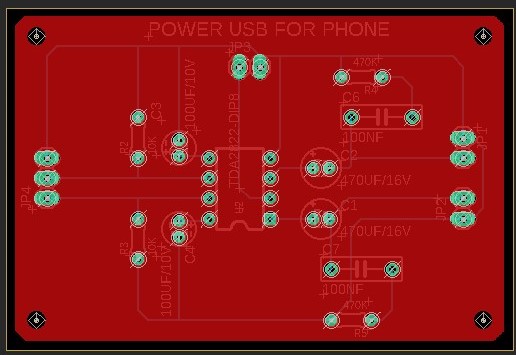 POWER USB FOR PHONE
JP3
470K
R4
100UF/10V
C3
C6
100NF
TDA2822.DIP8
R2
10K
C2
JP1
470UF/16V
JP4
U2
JP2
C1
R3
10K
C4
470UF/16V
100UF/10V
C7
100NF
470K
R5